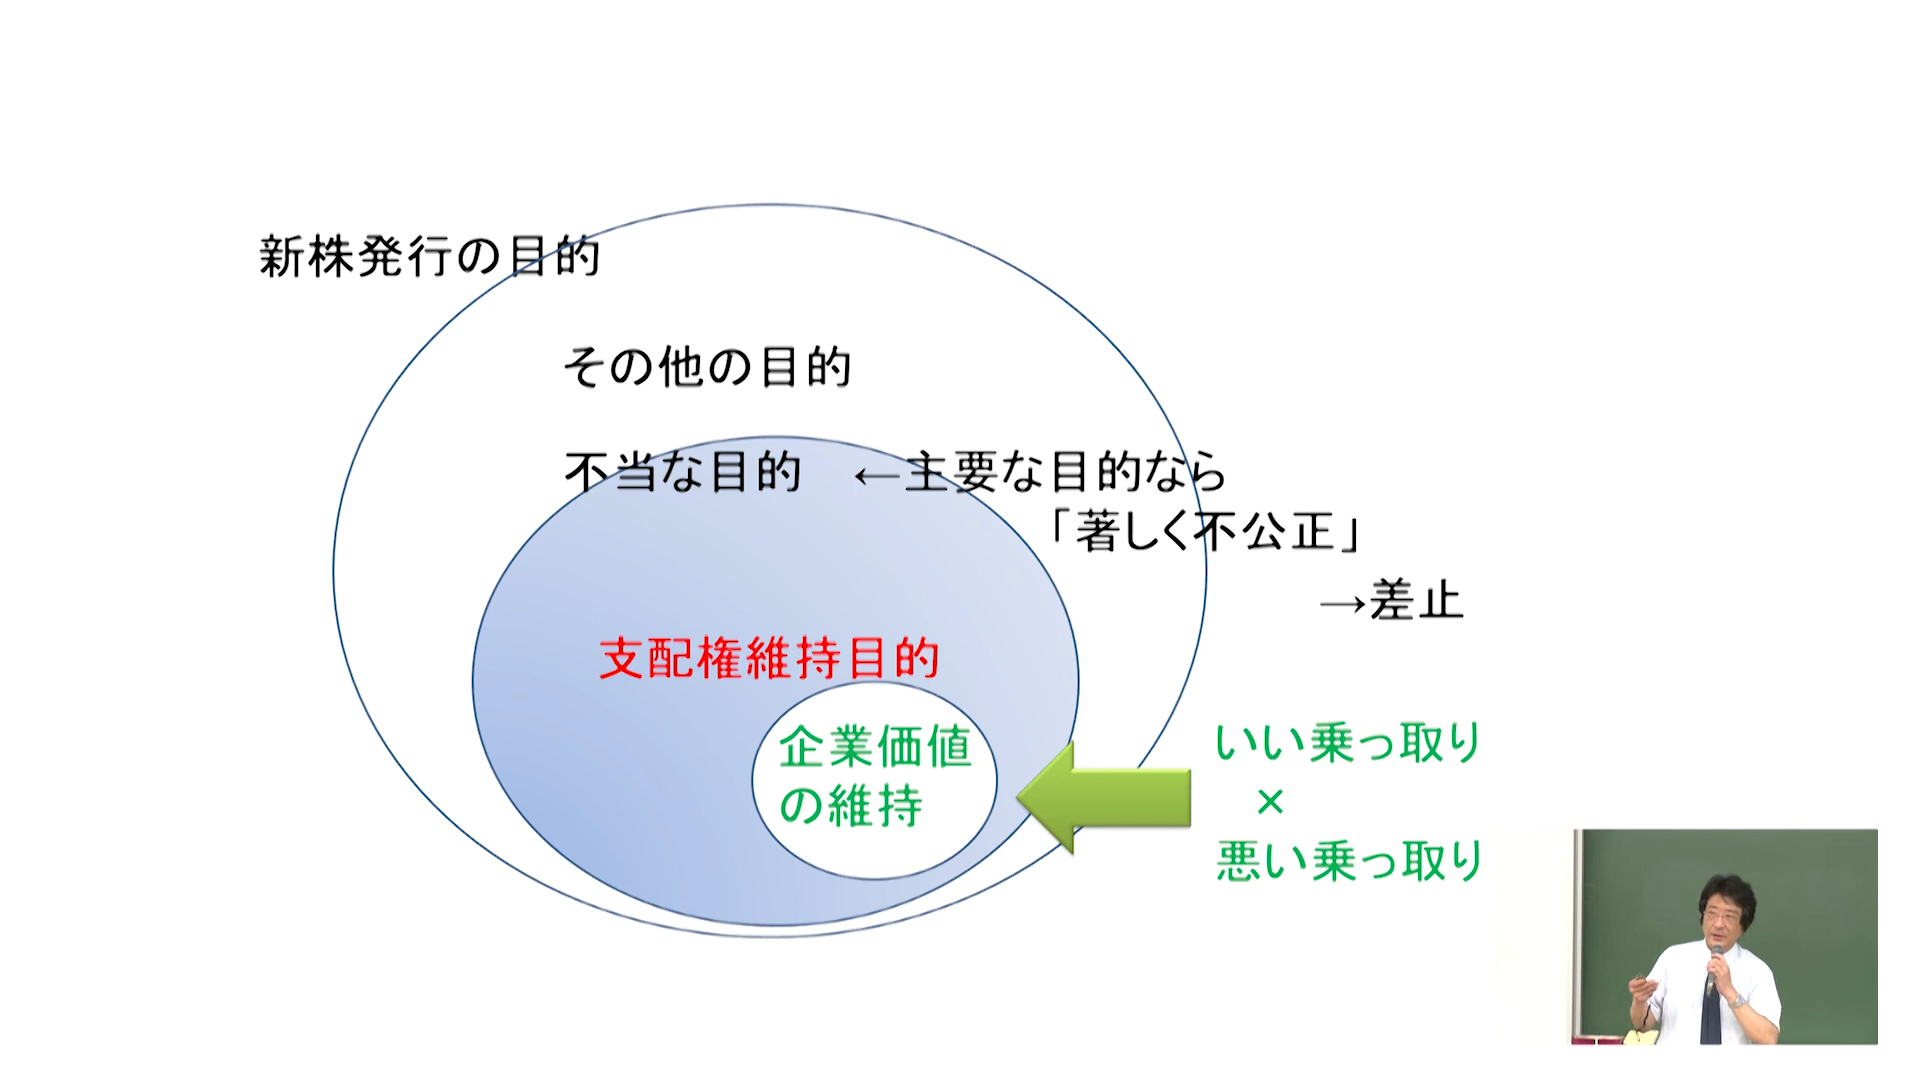 新株発行の目的
その他の目的
不当な目的　←主要な目的なら
「著しく不公正」
→差止
支配権維持目的
企業価値
の維持
いい乗っ取り
×
悪い乗っ取り